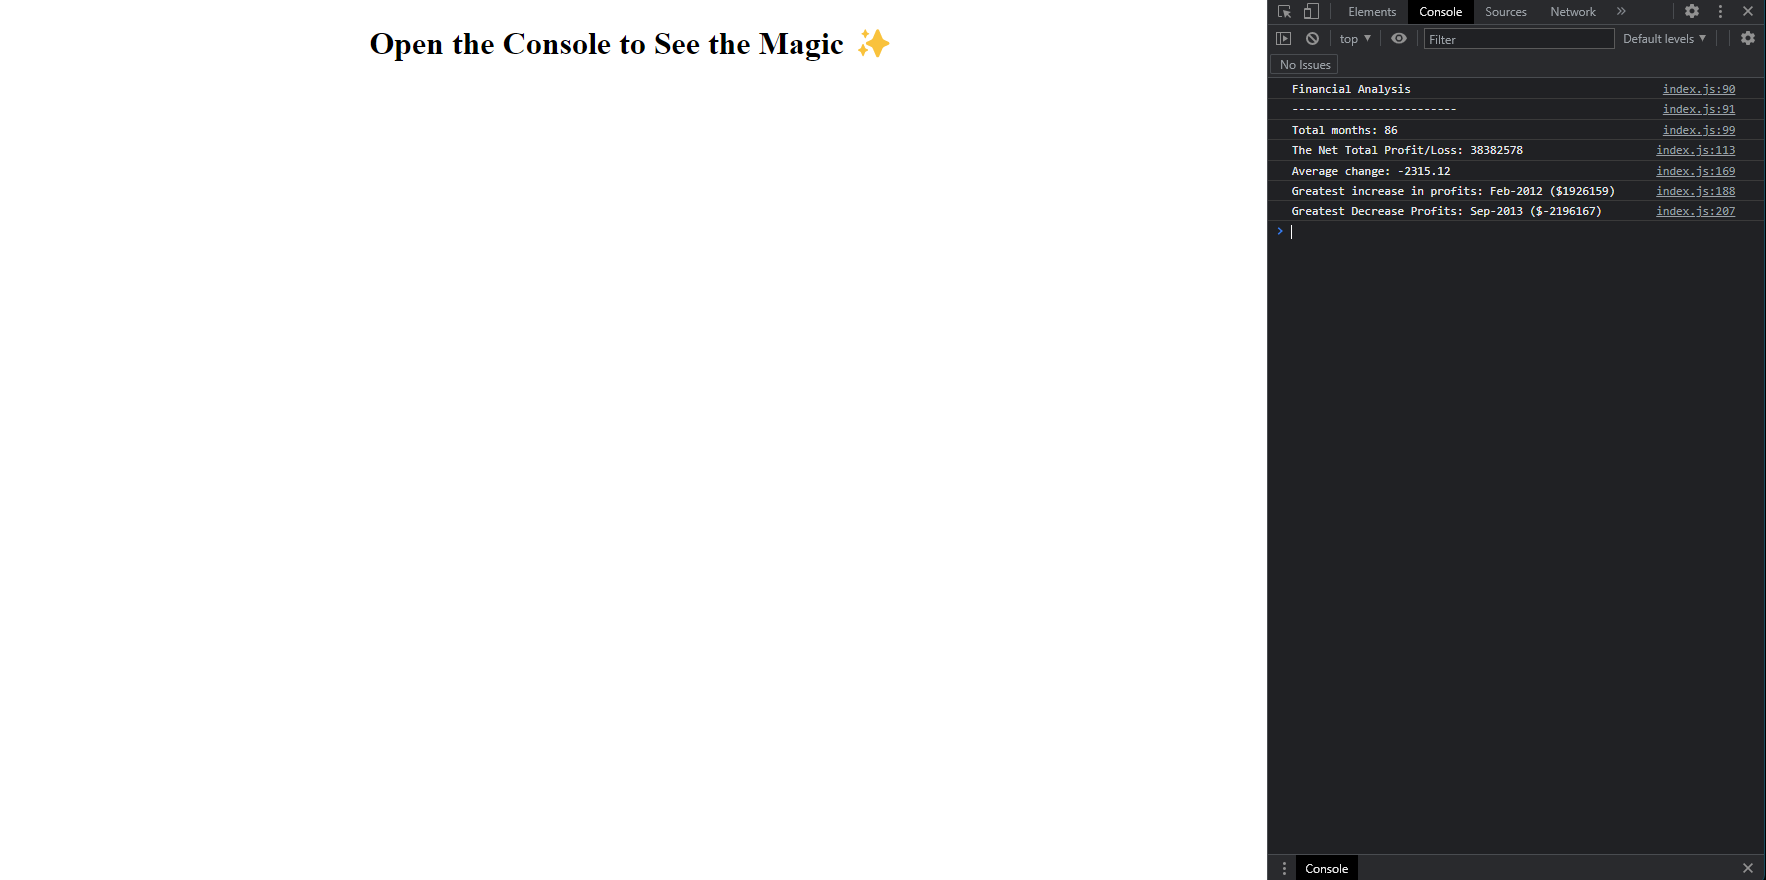 Open the Console to See the Magic ✨
Elements Console Sources Network »
top ▼ Filter Default levels ▼
No Issues
Financial Analysis index.js:90
------------------------- index.js:91
Total months: 86 index.js:99
The Net Total Profit/Loss: 38382578 index.js:113
Average change: -2315.12 index.js:169
Greatest increase in profits: Feb-2012 ($1926159) index.js:188
Greatest Decrease Profits: Sep-2013 ($-2196167) index.js:207
>
Console